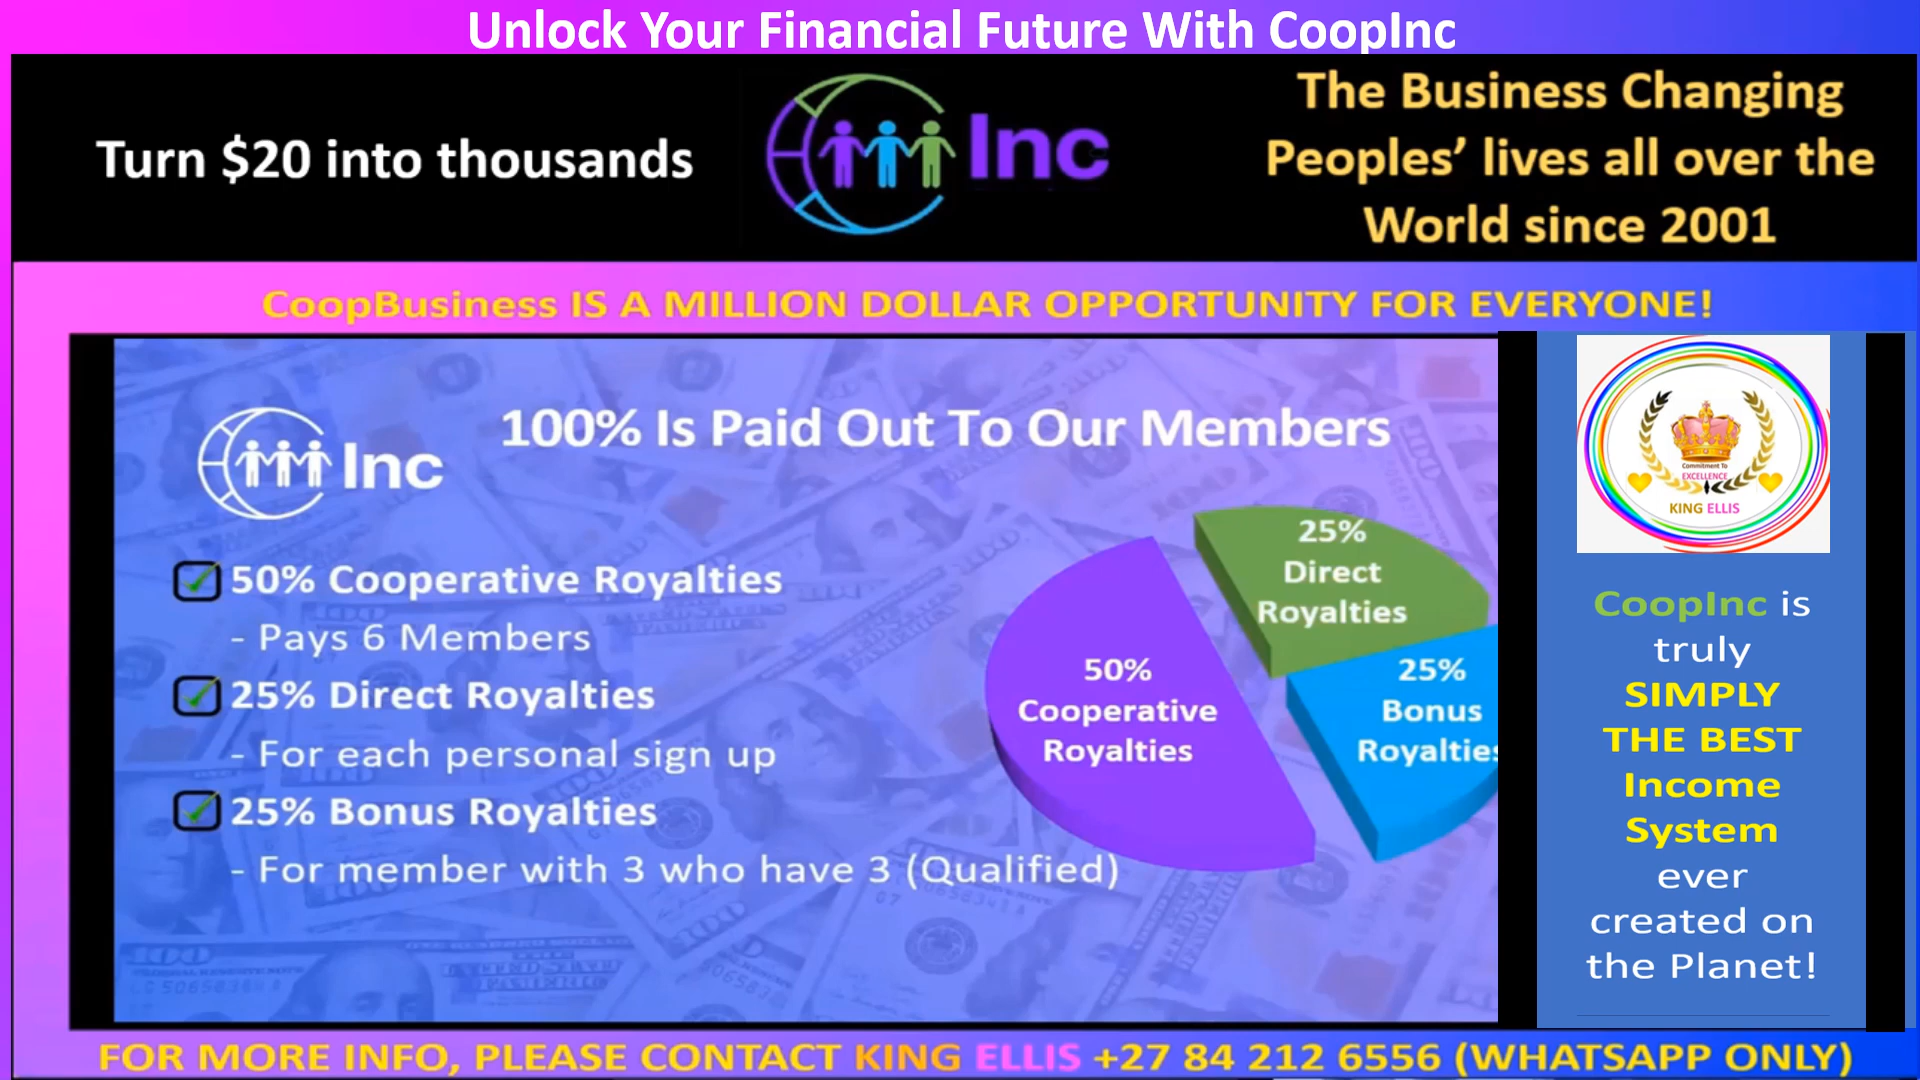 Unlock Your Financial Future With CoopInc
Turn $20 into thousands
Inc
The Business Changing
Peoples’ lives all over the
World since 2001
CoopBusiness IS A MILLION DOLLAR OPPORTUNITY FOR EVERYONE!
Inc
100% Is Paid Out To Our Members
50% Cooperative Royalties
- Pays 6 Members
25% Direct Royalties
- For each personal sign up
25% Bonus Royalties
- For member with 3 who have 3 (Qualified)
25%
Direct
Royalties
50%
Cooperative
Royalties
25%
Bonus
Royalties
Commitment To
EXCELLENCE
KING ELLIS
CoopInc is
truly
SIMPLY
THE BEST
Income
System
ever
created on
the Planet!
FOR MORE INFO, PLEASE CONTACT KING ELLIS +27 84 212 6556 (WHATSAPP ONLY)